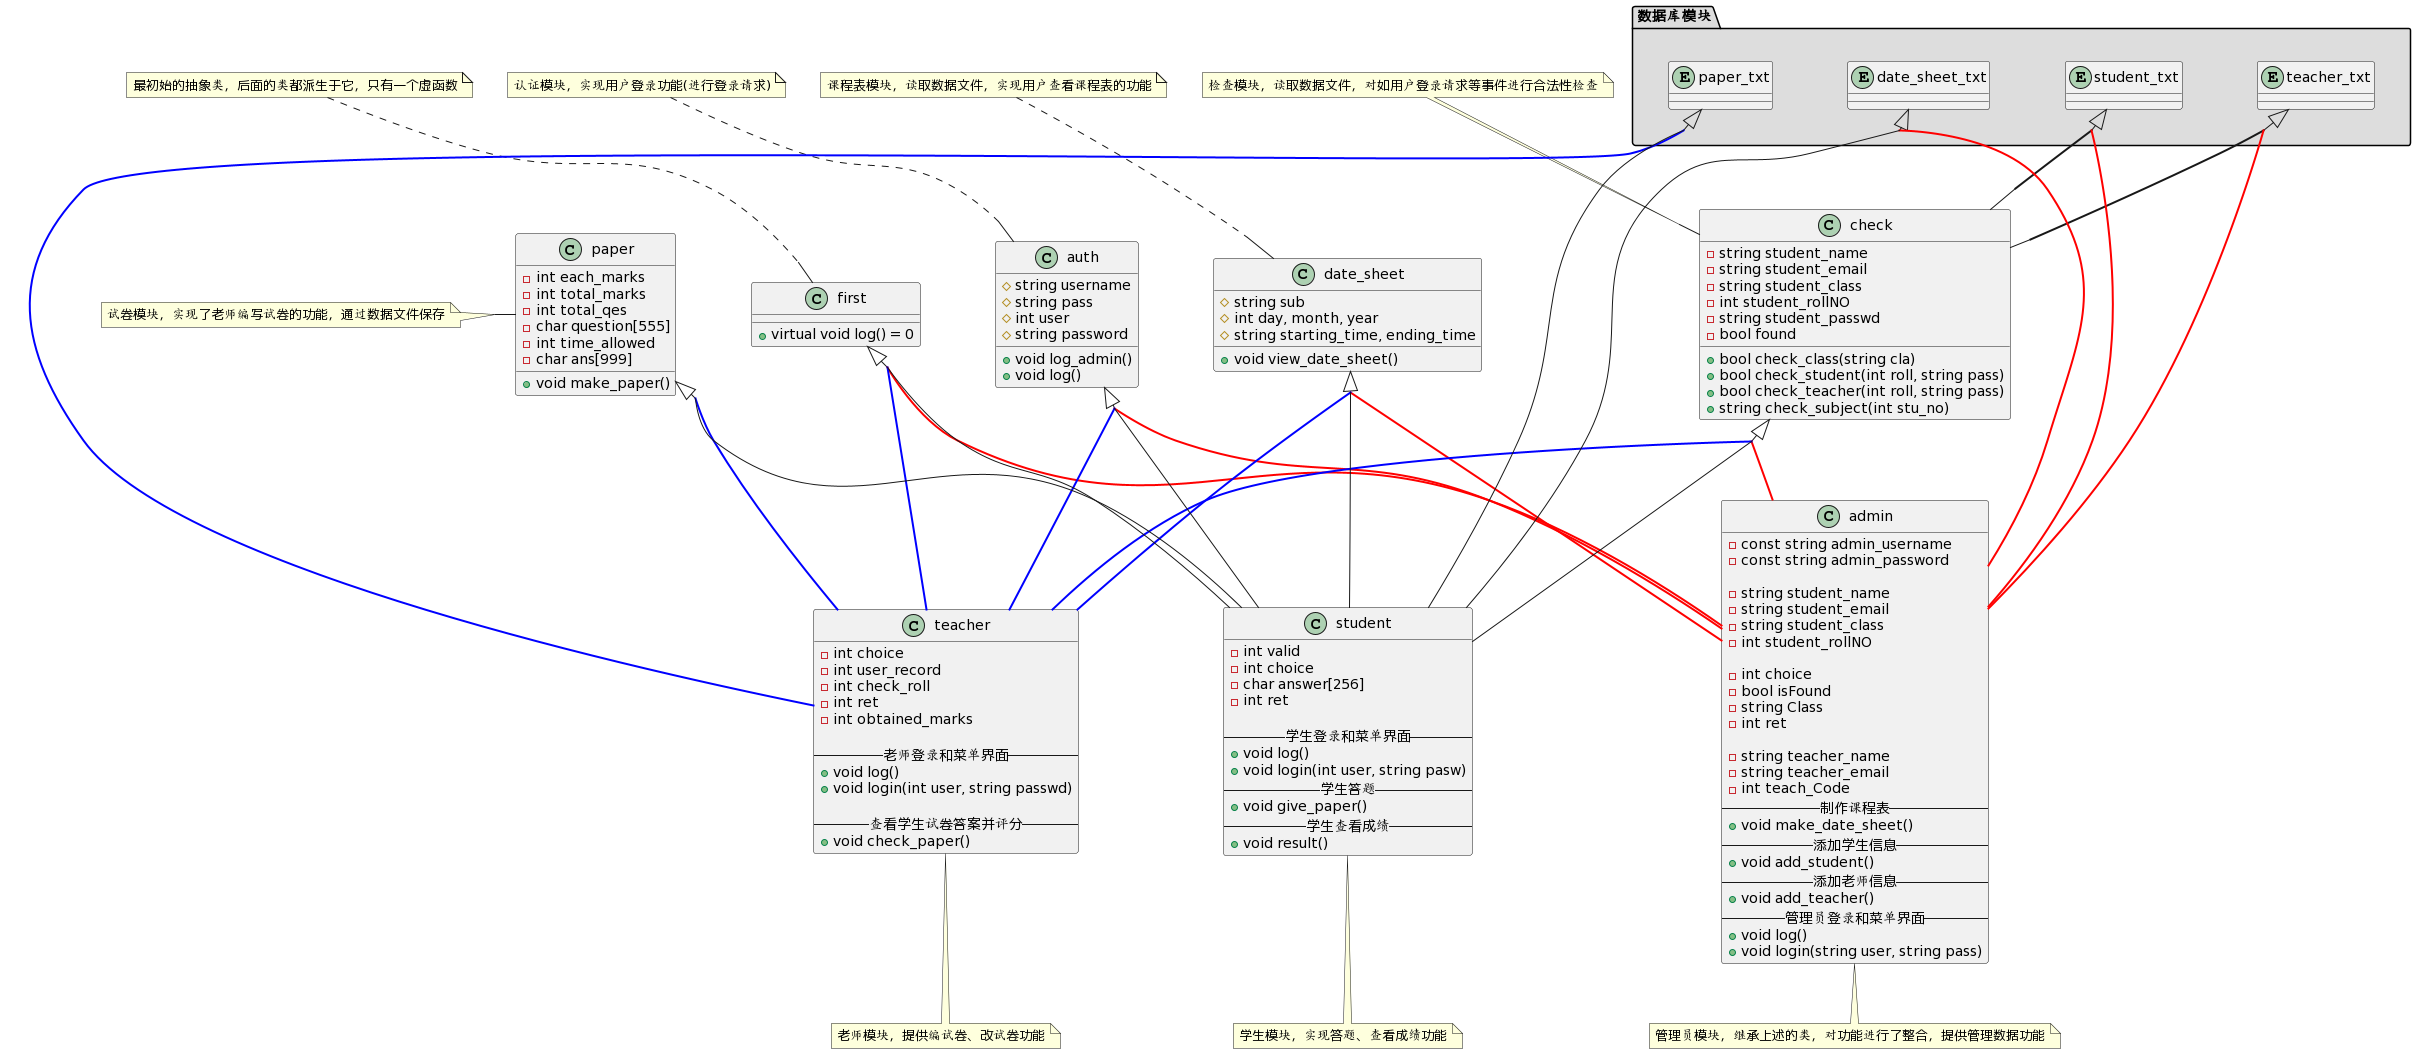 数据库模块
最初始的抽象类，后面的类都派生于它，只有一个虚函数
认证模块，实现用户登录功能(进行登录请求)
课程表模块，读取数据文件，实现用户查看课程表的功能
检查模块，读取数据文件，对如用户登录请求等事件进行合法性检查
E paper_txt
E date_sheet_txt
E student_txt
E teacher_txt
试卷模块，实现了老师编写试卷的功能，通过数据文件保存
C paper
int each_marks
int total_marks
int total_qes
char question[555]
int time_allowed
char ans[999]
void make_paper()
C first
virtual void log() = 0
C auth
string username
string pass
int user
string password
void log_admin()
void log()
C date_sheet
string sub
int day, month, year
string starting_time, ending_time
void view_date_sheet()
C check
string student_name
string student_email
string student_class
int student_rollNO
string student_passwd
bool found
bool check_class(string cla)
bool check_student(int roll, string pass)
bool check_teacher(int roll, string pass)
string check_subject(int stu_no)
C teacher
int choice
int user_record
int check_roll
int ret
int obtained_marks
老师登录和菜单界面
void log()
void login(int user, string passwd)
查看学生试卷答案并评分
void check_paper()
C student
int valid
int choice
char answer[256]
int ret
学生登录和菜单界面
void log()
void login(int user, string pasw)
学生答题
void give_paper()
学生查看成绩
void result()
C admin
const string admin_username
const string admin_password
string student_name
string student_email
string student_class
int student_rollNO
int choice
bool isFound
string Class
int ret
string teacher_name
string teacher_email
int teach_Code
制作课程表
void make_date_sheet()
添加学生信息
void add_student()
添加老师信息
void add_teacher()
管理员登录和菜单界面
void log()
void login(string user, string pass)
老师模块，提供编试卷、改试卷功能
学生模块，实现答题、查看成绩功能
管理员模块，继承上述的类，对功能进行了整合，提供管理数据功能